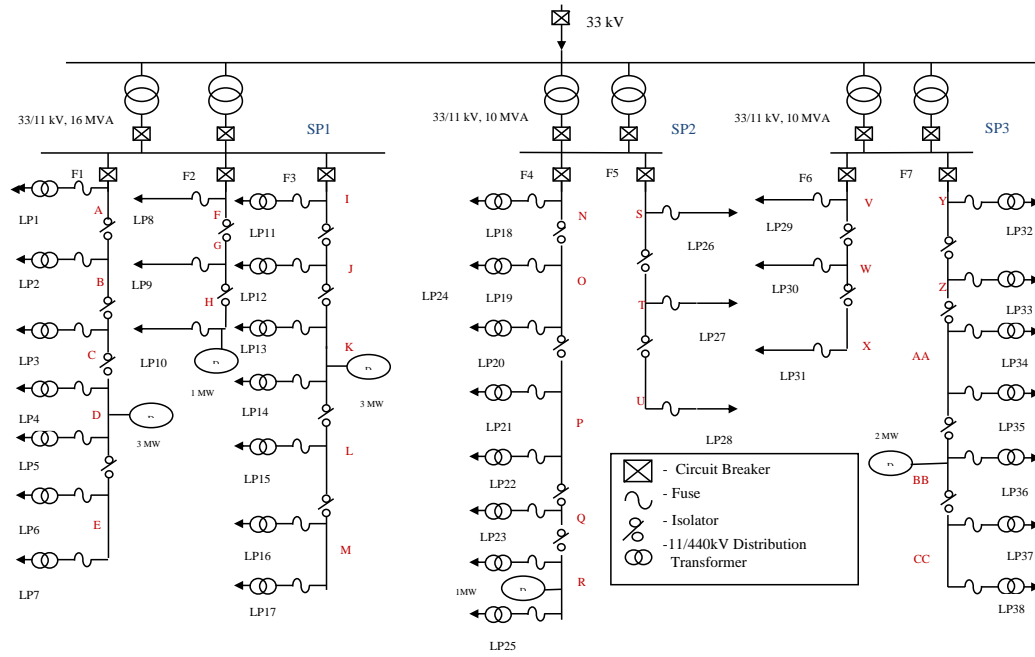 33 kV
33/11 kV, 16 MVA
SP1
33/11 kV, 10 MVA
SP2
33/11 kV, 10 MVA
SP3
F1
F2
F3
F4
F5
F6
F7
LP1
A
LP2
B
LP3
C
LP4
D
LP5
3 MW
LP6
E
LP7
LP8
F
G
LP9
H
LP10
1 MW
I
LP11
J
LP12
LP13
K
LP14
3 MW
LP15
L
LP16
M
LP17
N
LP18
O
LP24
LP19
LP20
LP21
P
LP22
LP23
Q
1MW
R
LP25
S
LP26
T
LP27
U
LP28
V
LP29
W
LP30
X
LP31
Y
LP32
Z
LP33
AA
LP34
LP35
2 MW
BB
LP36
LP37
CC
LP38
- Circuit Breaker
- Fuse
- Isolator
-11/440kV Distribution
Transformer